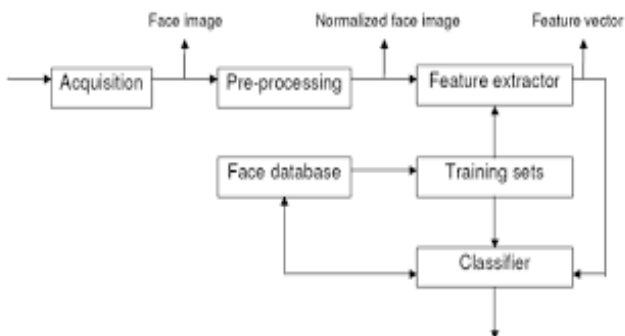 Face image
Normalized face image
Feature vector
Acquisition
Pre-processing
Feature extractor
Face database
Training sets
Classifier